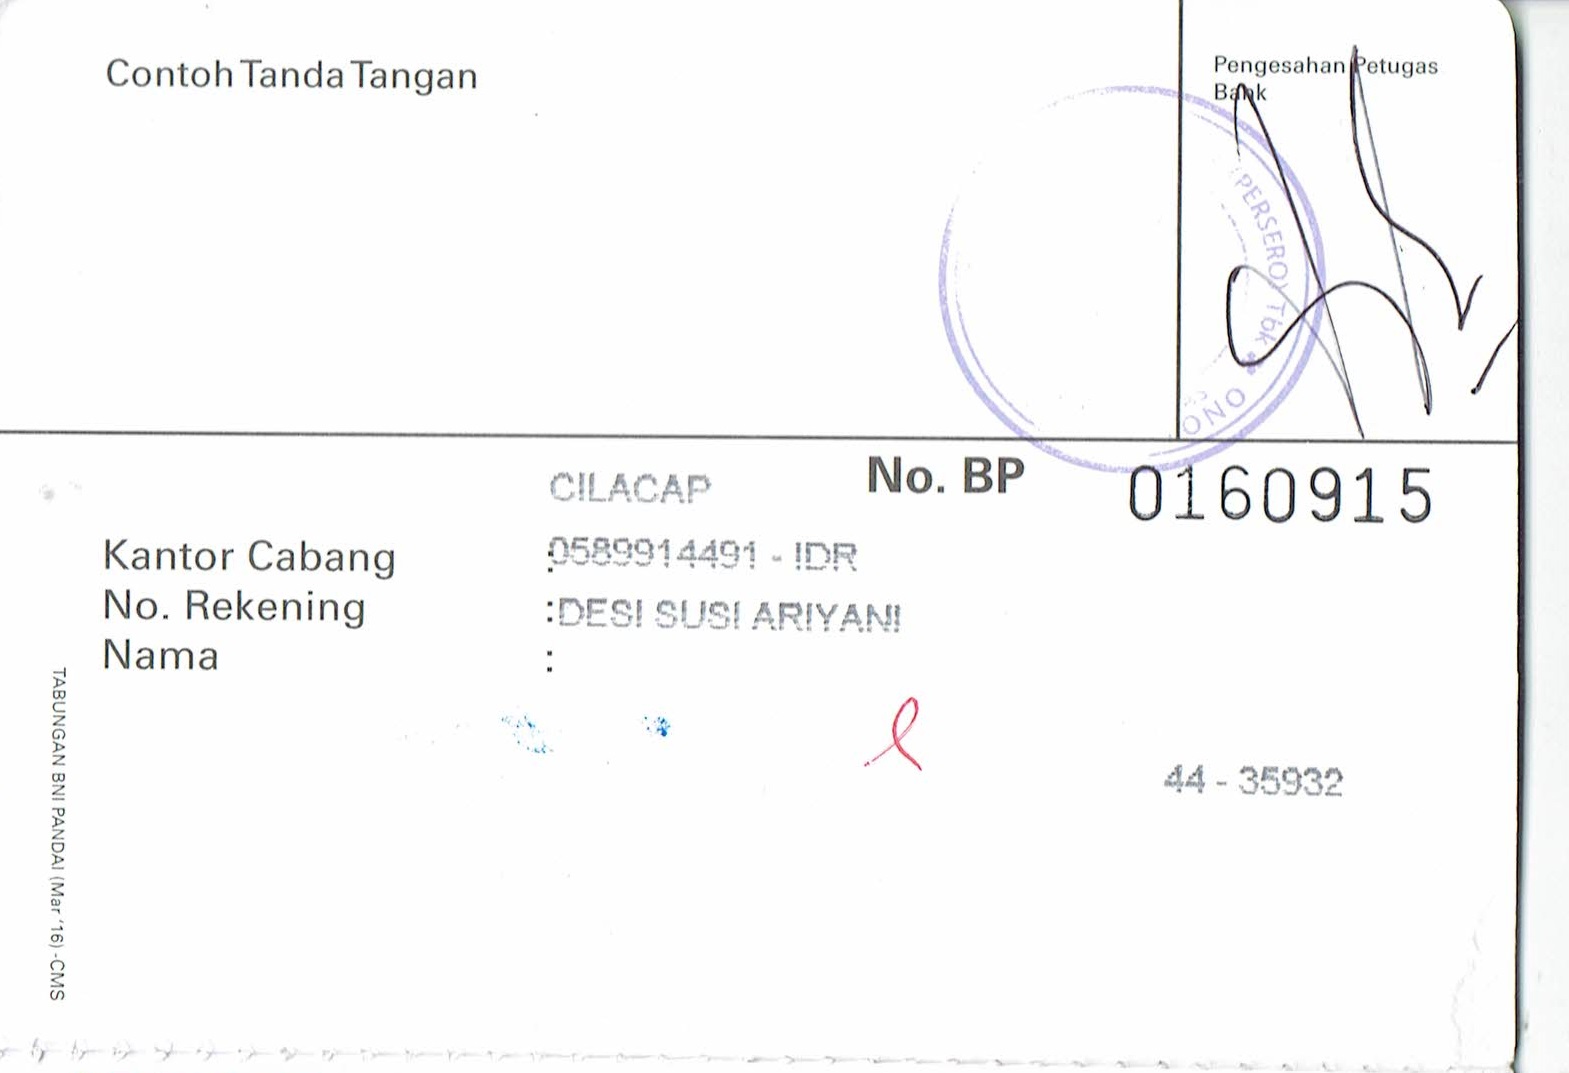 Contoh Tanda Tangan
Pengesahan Petugas
Bank
(PERSERO) Tbk
ONO
CILACAP
No. BP 0160915
Kantor Cabang :0589914491 - IDR
No. Rekening :DESI SUSI ARIYANI
Nama :
44 - 35932
TABUNGAN BNI PANDAI (Mar '16) -CMS